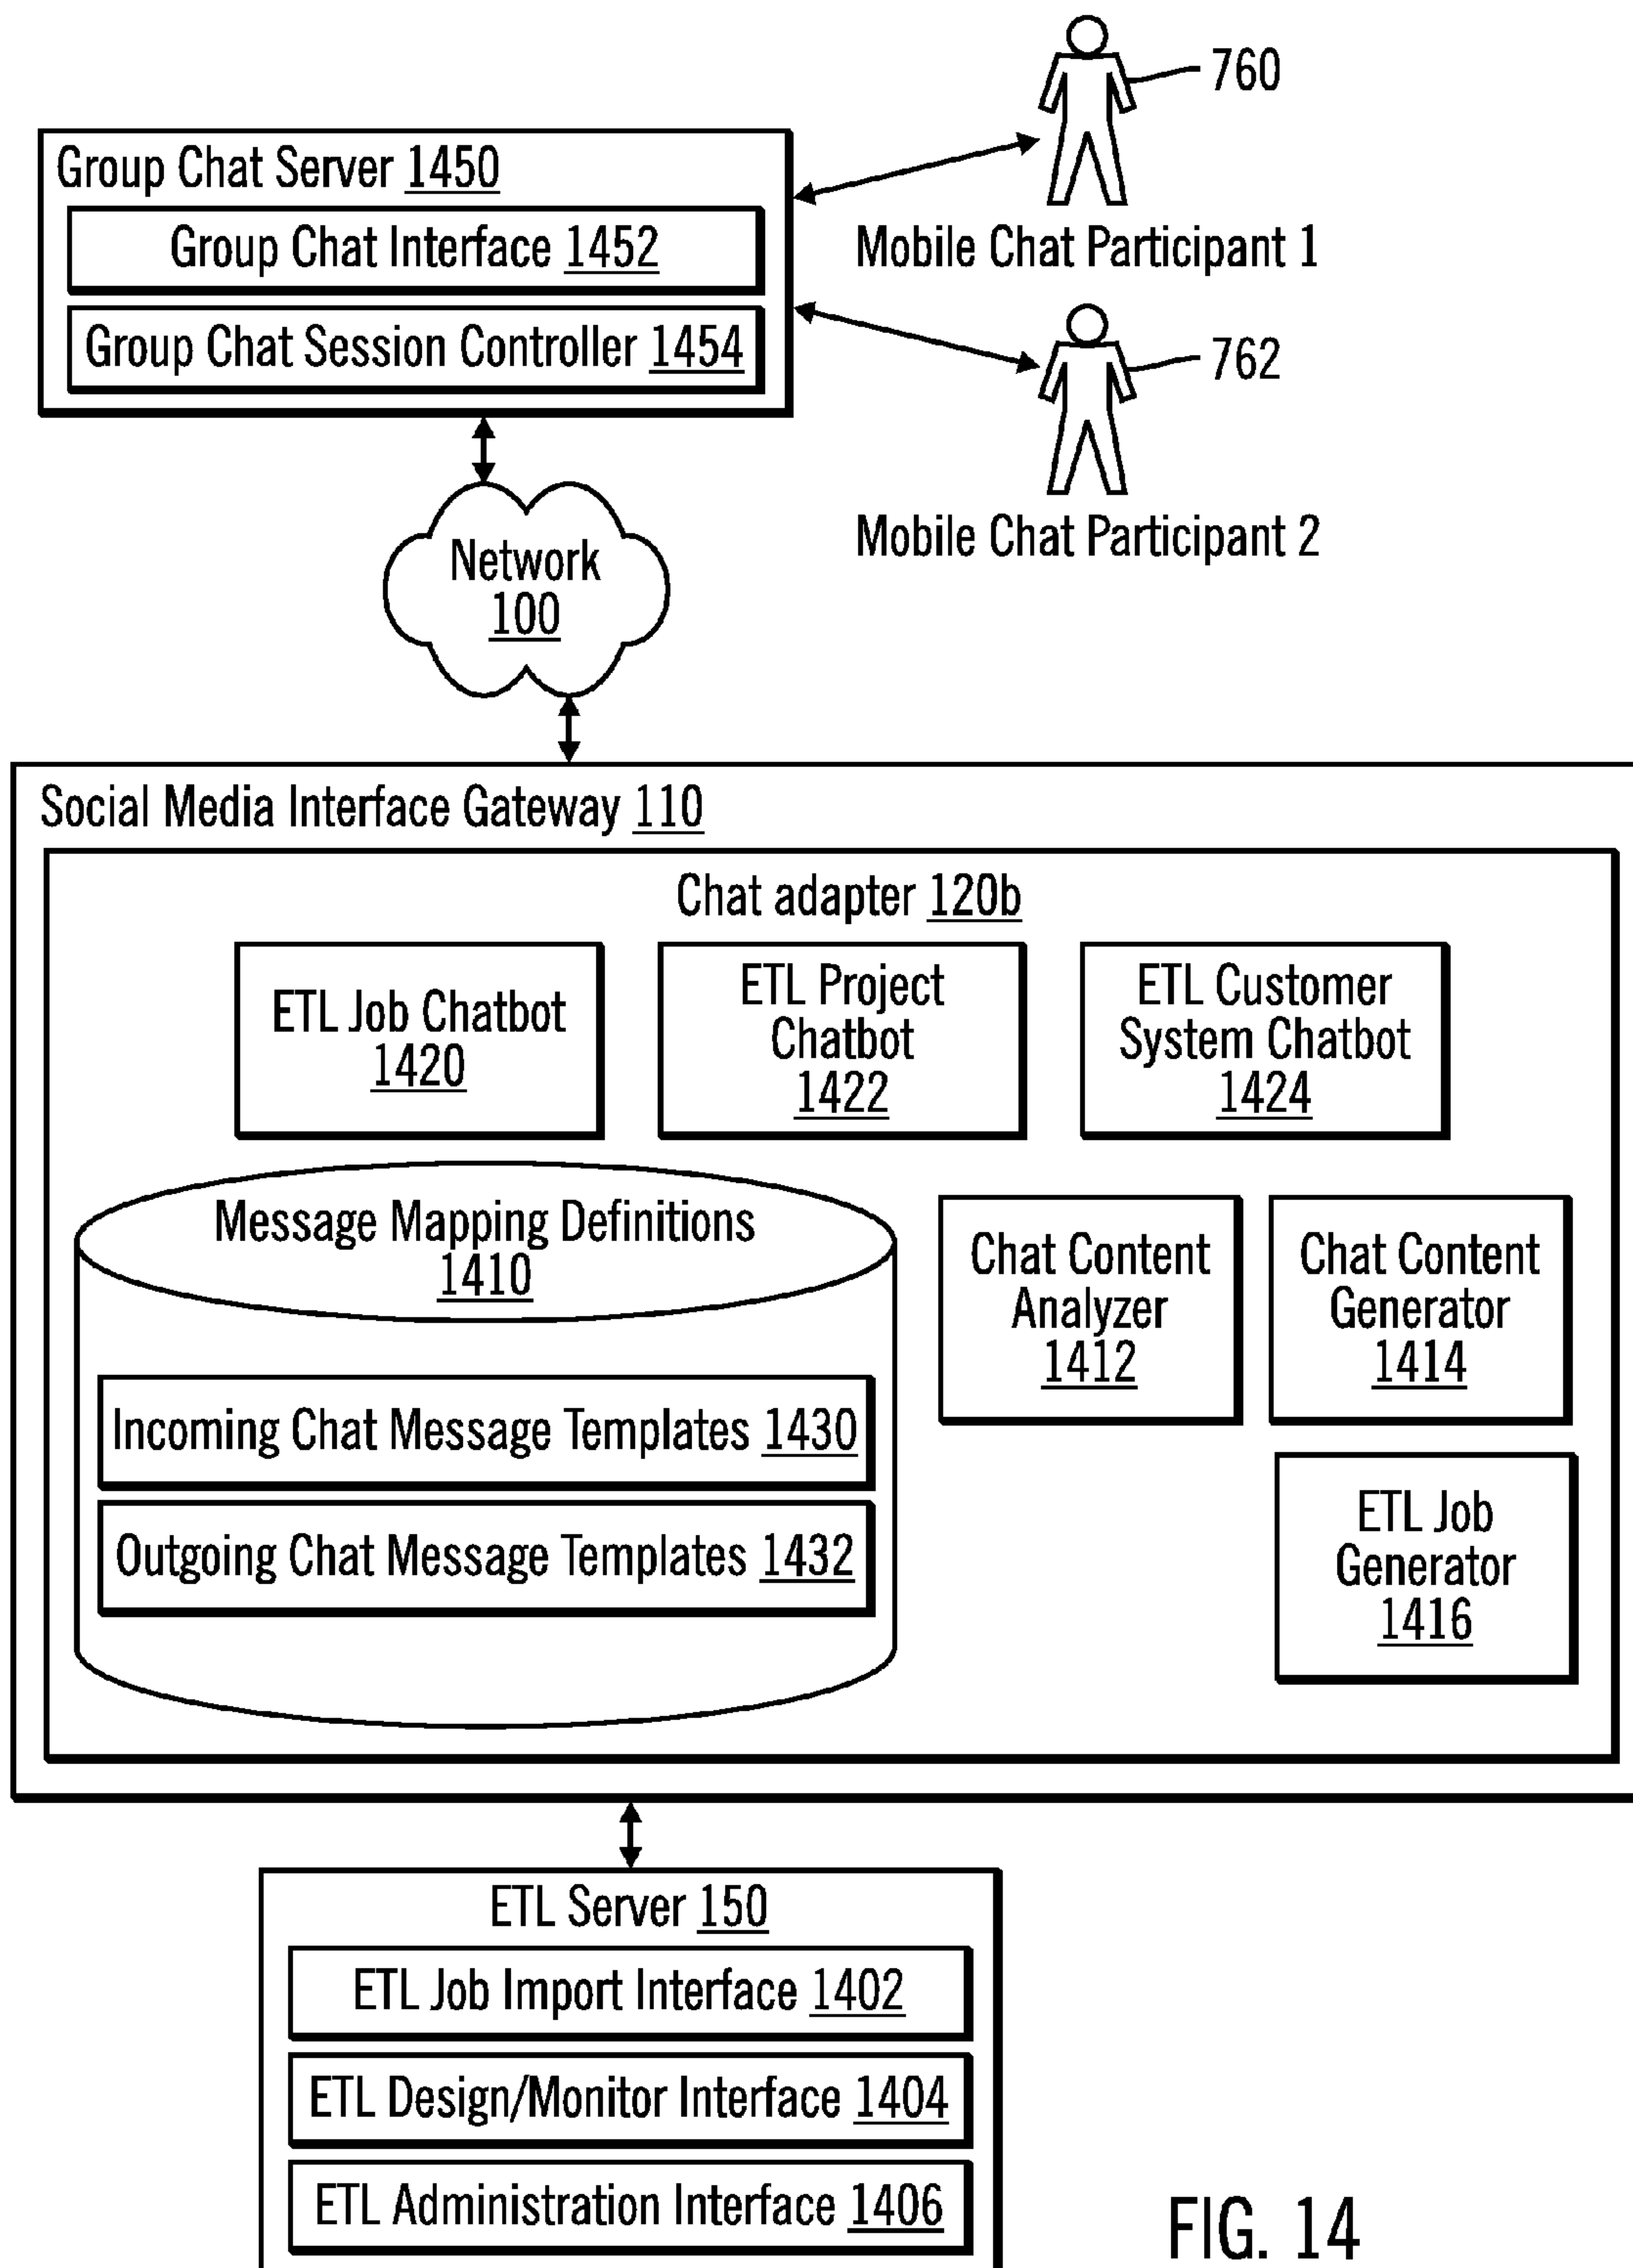 760
Group Chat Server 1450
Group Chat Interface 1452
Mobile Chat Participant 1
Group Chat Session Controller 1454
762
Mobile Chat Participant 2
Network
100
Social Media Interface Gateway 110
Chat adapter 120b
ETL Job Chatbot
1420
ETL Project
Chatbot
1422
ETL Customer
System Chatbot
1424
Message Mapping Definitions
1410
Chat Content
Analyzer
1412
Chat Content
Generator
1414
Incoming Chat Message Templates 1430
Outgoing Chat Message Templates 1432
ETL Job
Generator
1416
ETL Server 150
ETL Job Import Interface 1402
ETL Design/Monitor Interface 1404
ETL Administration Interface 1406
FIG. 14